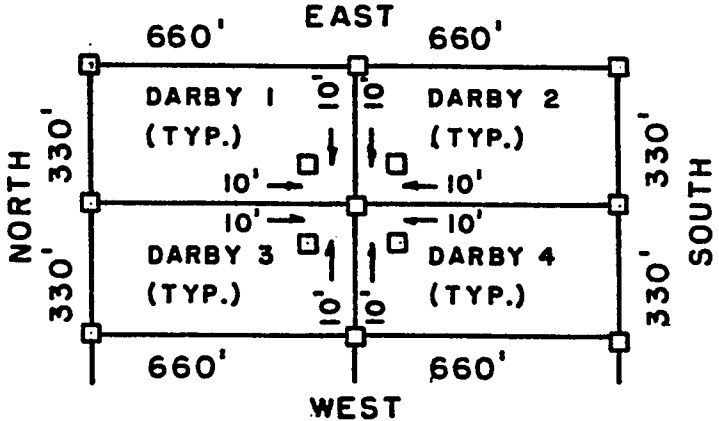 EAST
660' 660'
DARBY 1
(TYP.)
10' 10'
DARBY 2
(TYP.)
330'
330'
10' 10'
NORTH
SOUTH
10' 10'
330'
DARBY 3
(TYP.)
10' 10'
DARBY 4
(TYP.)
330'
660' 660'
WEST